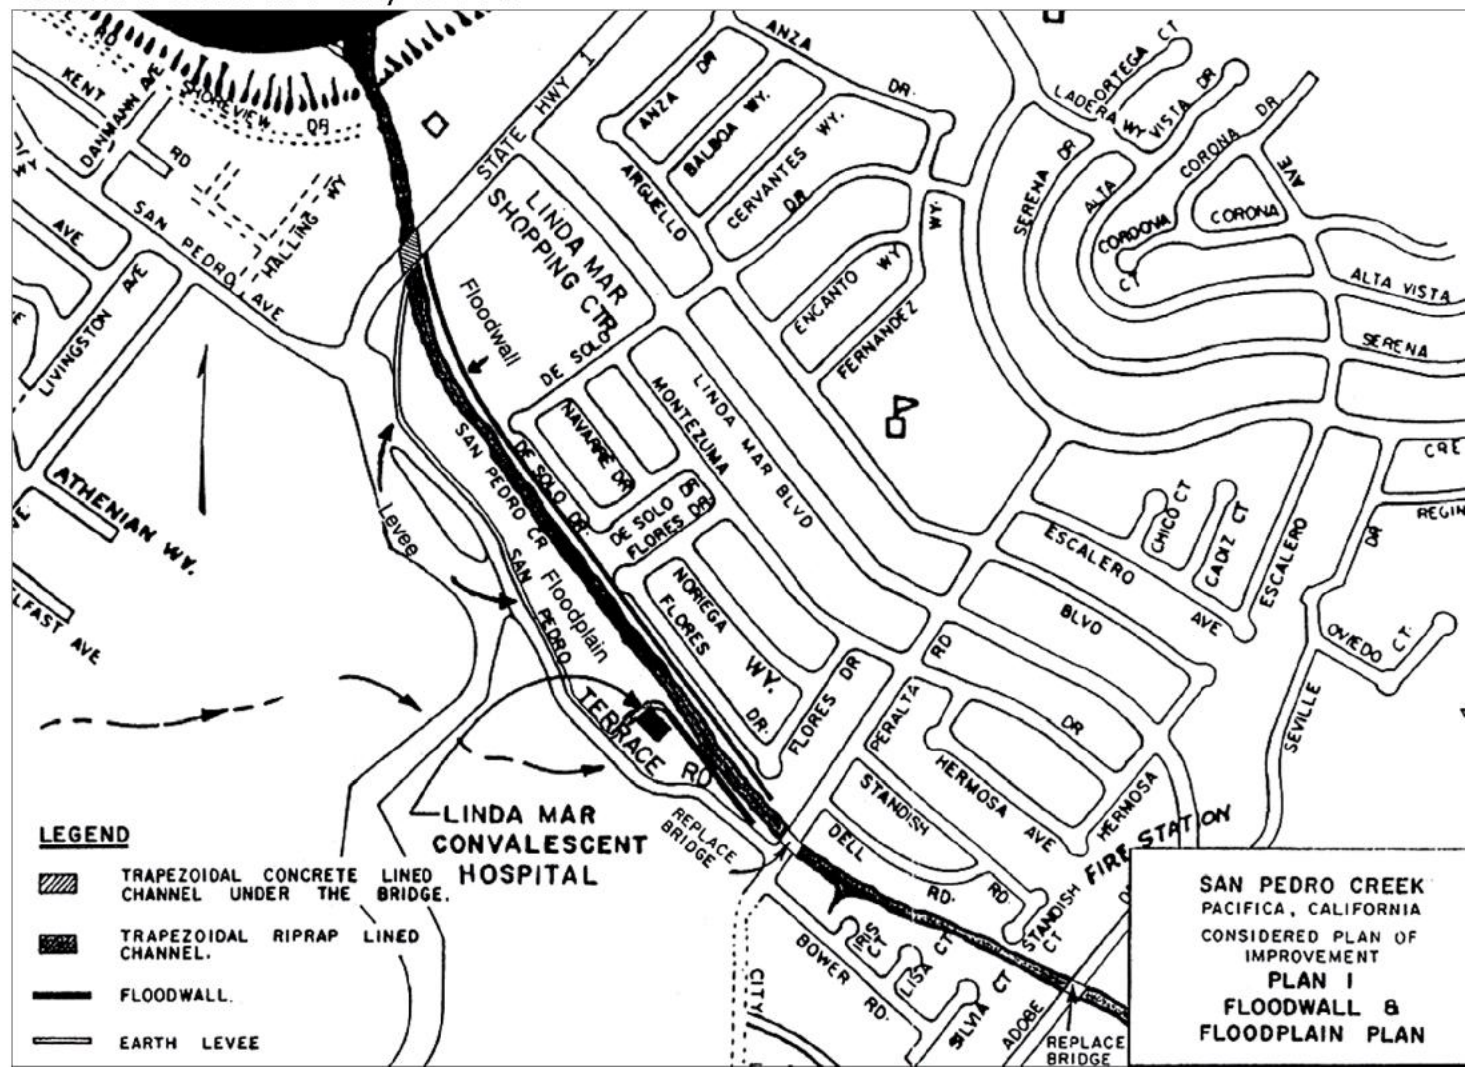 RD
KENT
DANMANN AVE
SHOREVIEW
DR
RD
WY
AVE
SAN PEDRO AVE
HALLING WY
LIVINGSTON AVE
ATHENIAN WY.
ELFAST AVE
STATE HWY 1
LINDA MAR
SHOPPING CTR
Floodwall
ANZA
DR.
ANZA DR
BALBOA WY.
CERVANTES WY.
ARGUELLO
DR
WY.
ENCANTO WY
FERNANDEZ
ORTEGA CT
LADERA WY
VISTA DR
SERENA DR
ALTA
CORONA DR
AVE
CORDOVA
CT
CORONA
ALTA VISTA
SERENA
CRE
REGIN
DE SOLO
NAVARRE DR
MONTEZUMA
LINDA MAR BLVD
DE SOLO DR.
DE SOLO DR
FLORES DR.
SAN PEDRO CR
Levee
SAN PEDRO
Floodplain
TERRACE RD
NORIEGA
FLORES
WY.
DR.
FLORES DR
ESCALERO
AVE
CHICO CT
CADIZ CT
ESCALERO
DR
BLVD
OVIEDO CT.
SEVILLE
RD
PERALTA
DR
HERMOSA AVE
HERMOSA
STANDISH
RD.
DELL
RD.
STANDISH
CT
FIRE STATION
REPLACE
BRIDGE
LINDA MAR
CONVALESCENT
HOSPITAL
IRIS
CT
LISA
CT
SILVIA CT
BOWER RD.
CITY
ADOBE
DR
REPLACE
BRIDGE
LEGEND
TRAPEZOIDAL CONCRETE LINED
CHANNEL UNDER THE BRIDGE.
TRAPEZOIDAL RIPRAP LINED
CHANNEL.
FLOODWALL.
EARTH LEVEE
SAN PEDRO CREEK
PACIFICA, CALIFORNIA
CONSIDERED PLAN OF
IMPROVEMENT
PLAN I
FLOODWALL &
FLOODPLAIN PLAN